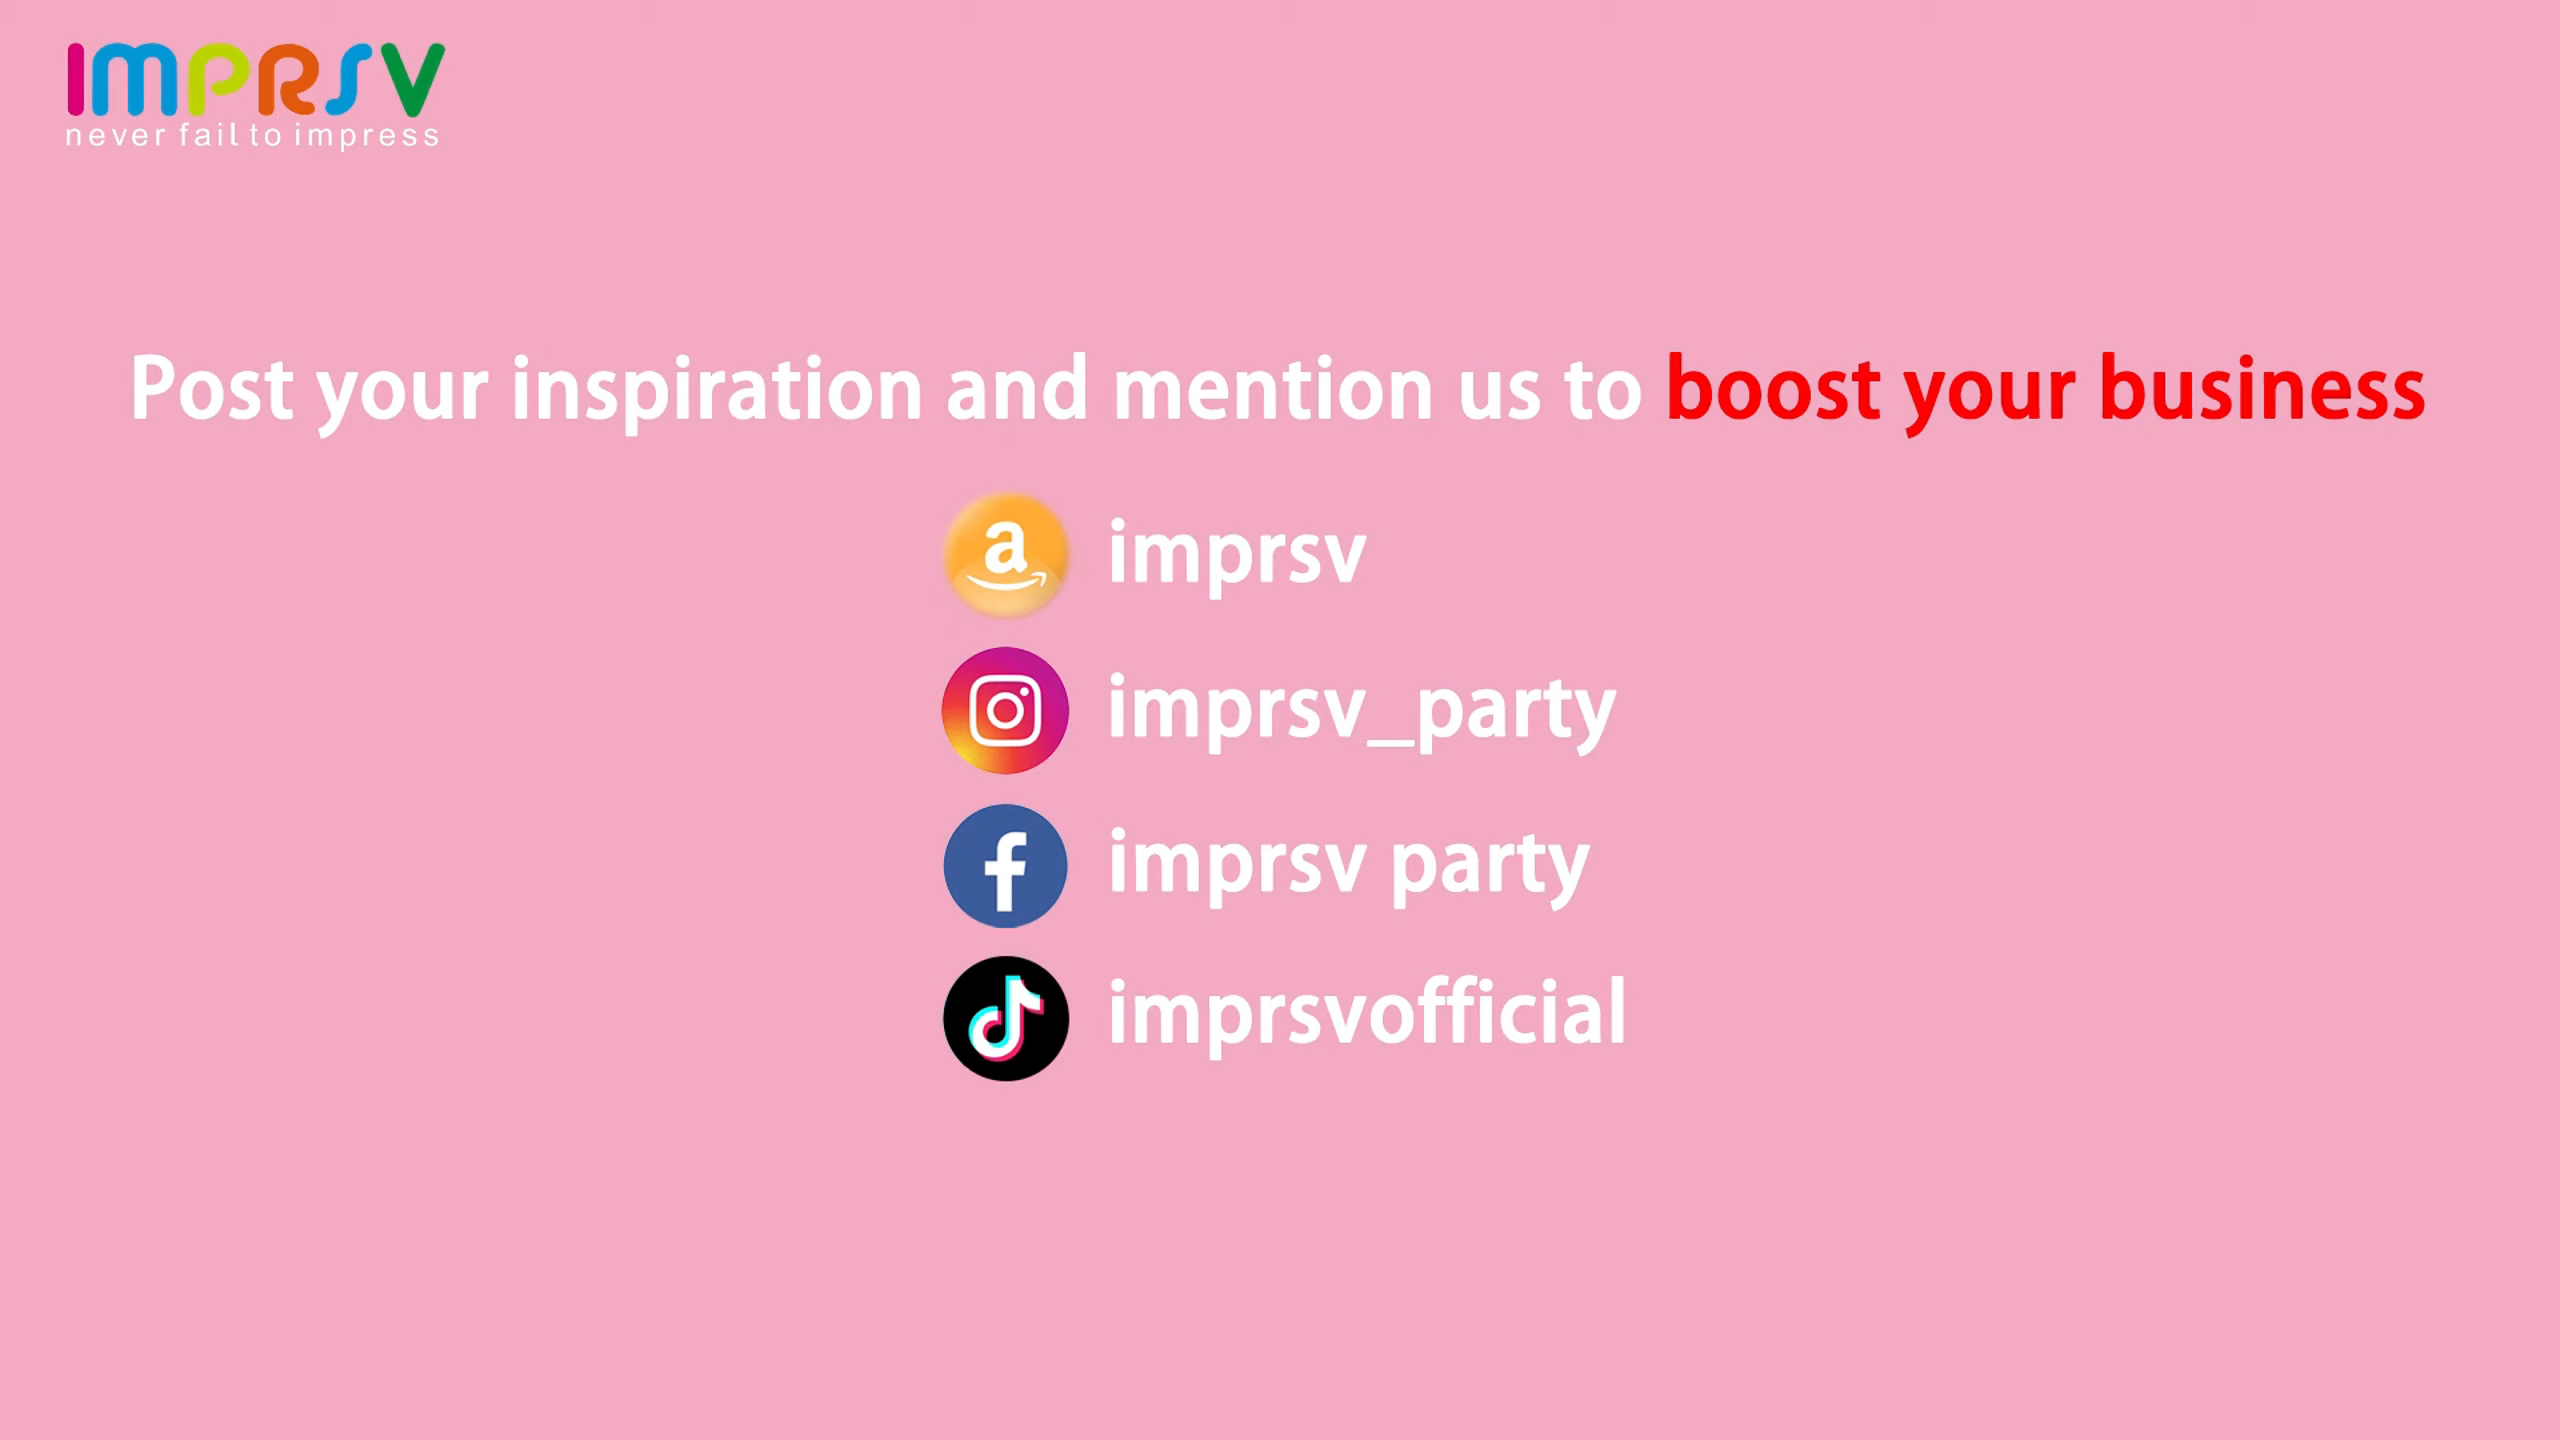 IMPRSV
never fail to impress
Post your inspiration and mention us to boost your business
imprsv
imprsv_party
imprsv party
imprsvofficial